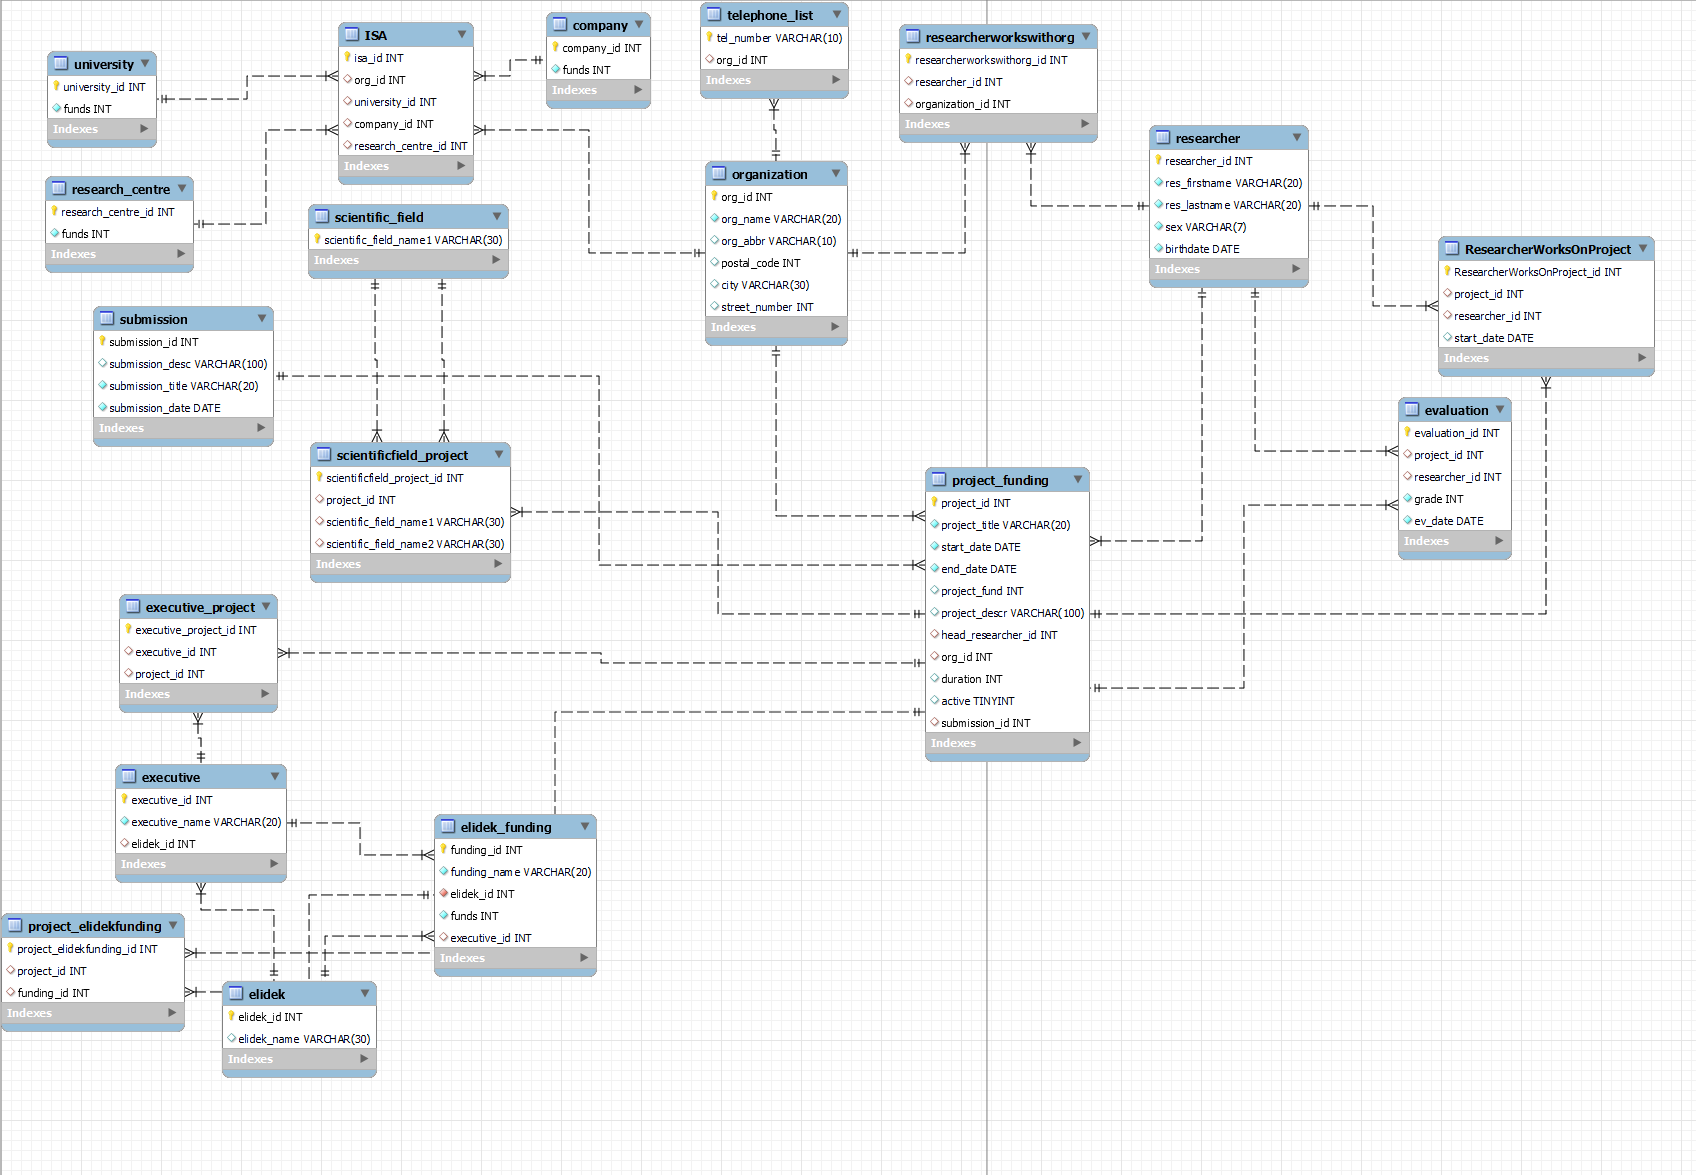 university
university_id INT
funds INT
Indexes
ISA
isa_id INT
org_id INT
university_id INT
company_id INT
research_centre_id INT
Indexes
company
company_id INT
funds INT
Indexes
telephone_list
tel_number VARCHAR(10)
org_id INT
Indexes
researcherworkswithorg
researcherworkswithorg_id INT
researcher_id INT
organization_id INT
Indexes
research_centre
research_centre_id INT
funds INT
Indexes
scientific_field
scientific_field_name1 VARCHAR(30)
Indexes
organization
org_id INT
org_name VARCHAR(20)
org_abbr VARCHAR(10)
postal_code INT
city VARCHAR(30)
street_number INT
Indexes
researcher
researcher_id INT
res_firstname VARCHAR(20)
res_lastname VARCHAR(20)
sex VARCHAR(7)
birthdate DATE
Indexes
ResearcherWorksOnProject
ResearcherWorksOnProject_id INT
project_id INT
researcher_id INT
start_date DATE
Indexes
submission
submission_id INT
submission_desc VARCHAR(100)
submission_title VARCHAR(20)
submission_date DATE
Indexes
scientificfield_project
scientificfield_project_id INT
project_id INT
scientific_field_name1 VARCHAR(30)
scientific_field_name2 VARCHAR(30)
Indexes
evaluation
evaluation_id INT
project_id INT
researcher_id INT
grade INT
ev_date DATE
Indexes
project_funding
project_id INT
project_title VARCHAR(20)
start_date DATE
end_date DATE
project_fund INT
project_descr VARCHAR(100)
head_researcher_id INT
org_id INT
duration INT
active TINYINT
submission_id INT
Indexes
executive_project
executive_project_id INT
executive_id INT
project_id INT
Indexes
executive
executive_id INT
executive_name VARCHAR(20)
elidek_id INT
Indexes
elidek_funding
funding_id INT
funding_name VARCHAR(20)
elidek_id INT
funds INT
executive_id INT
Indexes
project_elidekfunding
project_elidekfunding_id INT
project_id INT
funding_id INT
Indexes
elidek
elidek_id INT
elidek_name VARCHAR(30)
Indexes